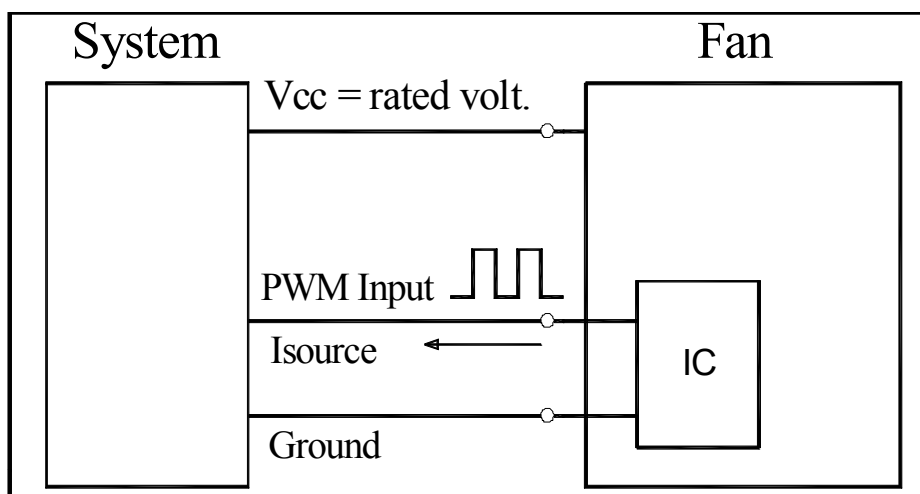 System
Fan
Vcc = rated volt.
PWM Input
Isource
IC
Ground